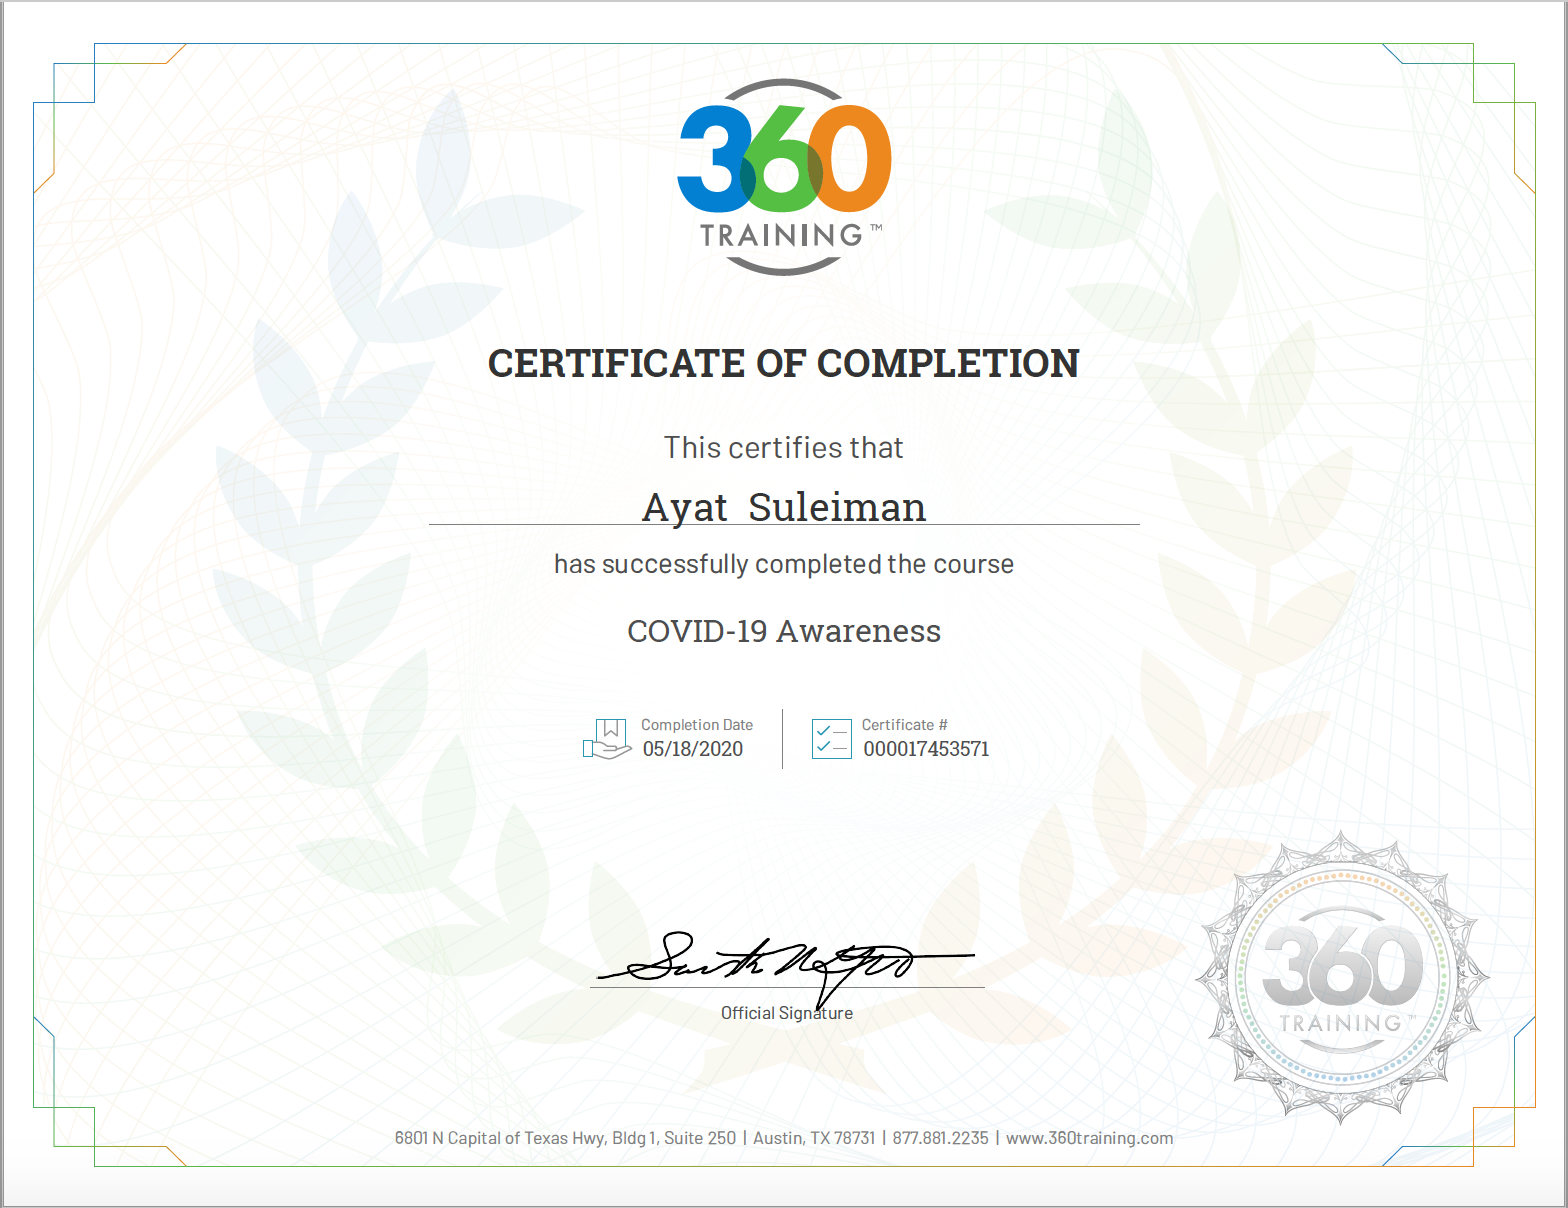 360
TRAINING™
CERTIFICATE OF COMPLETION
This certifies that
Ayat Suleiman
has successfully completed the course
COVID-19 Awareness
Completion Date
05/18/2020
Certificate #
000017453571
Official Signature
360
TRAINING™
6801 N Capital of Texas Hwy, Bldg 1, Suite 250 | Austin, TX 78731 | 877.881.2235 | www.360training.com